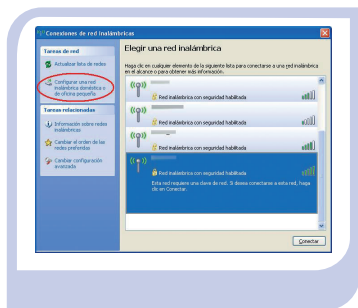 Conexiones de red inalámbricas
Tareas de red
Actualizar lista de redes
Configurar una red
inalámbrica doméstica o
de oficina pequeña
Tareas relacionadas
Información sobre redes
inalámbricas
Cambiar el orden de las
redes preferidas
Cambiar configuración
avanzada
Elegir una red inalámbrica
Haga clic en cualquier elemento de la siguiente lista para conectarse a una red inalámbrica
en el alcance o para obtener más información.
Red inalámbrica con seguridad habilitada
Red inalámbrica con seguridad habilitada
Red inalámbrica con seguridad habilitada
Red inalámbrica con seguridad habilitada
Esta red requiere una clave de red. Si desea conectarse a esta red, haga
clic en Conectar.
Conectar